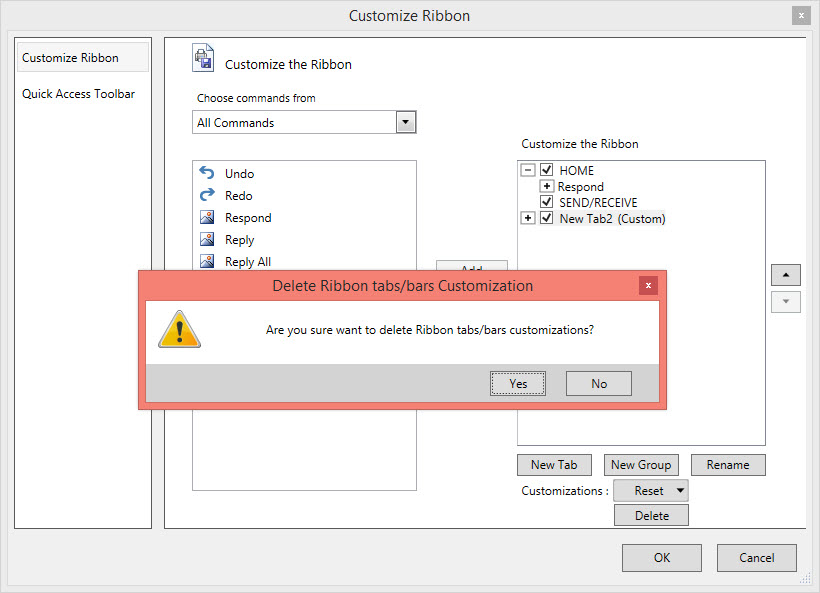 Customize Ribbon
Customize Ribbon
Quick Access Toolbar
Customize the Ribbon
Choose commands from
All Commands
Undo
Redo
Respond
Reply
Reply All
Customize the Ribbon
HOME
Respond
SEND/RECEIVE
New Tab2 (Custom)
Delete Ribbon tabs/bars Customization
Are you sure want to delete Ribbon tabs/bars customizations?
Yes No
New Tab New Group Rename
Customizations : Reset
Delete
OK Cancel